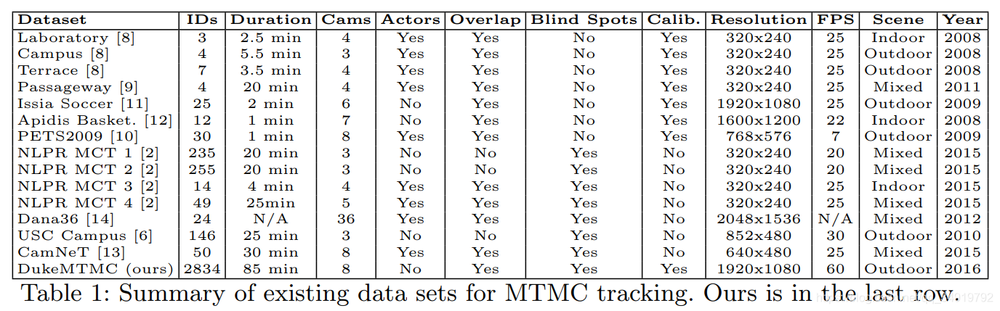 Dataset IDs Duration Cams Actors Overlap Blind Spots Calib. Resolution FPS Scene Year
Laboratory [8] 3 2.5 min 4 Yes Yes No Yes 320x240 25 Indoor 2008
Campus [8] 4 5.5 min 3 Yes Yes No Yes 320x240 25 Outdoor 2008
Terrace [8] 7 3.5 min 4 Yes Yes No Yes 320x240 25 Outdoor 2008
Passageway [9] 4 20 min 4 Yes Yes No Yes 320x240 25 Mixed 2011
Issia Soccer [11] 25 2 min 6 No Yes No Yes 1920x1080 25 Outdoor 2009
Apidis Basket. [12] 12 1 min 7 No Yes No Yes 1600x1200 22 Indoor 2008
PETS2009 [10] 30 1 min 8 Yes Yes No Yes 768x576 7 Outdoor 2009
NLPR MCT 1 [2] 235 20 min 3 No No Yes No 320x240 20 Mixed 2015
NLPR MCT 2 [2] 255 20 min 3 No No Yes No 320x240 20 Mixed 2015
NLPR MCT 3 [2] 14 4 min 4 Yes Yes Yes No 320x240 25 Indoor 2015
NLPR MCT 4 [2] 49 25min 5 Yes Yes Yes No 320x240 25 Mixed 2015
Dana36 [14] 24 N/A 36 Yes Yes Yes No 2048x1536 N/A Mixed 2012
USC Campus [6] 146 25 min 3 No No Yes No 852x480 30 Outdoor 2010
CamNeT [13] 50 30 min 8 Yes Yes Yes No 640x480 25 Mixed 2015
DukeMTMC (ours) 2834 85 min 8 No Yes Yes Yes 1920x1080 60 Outdoor 2016
Table 1: Summary of existing data sets for MTMC tracking. Ours is in the last row.